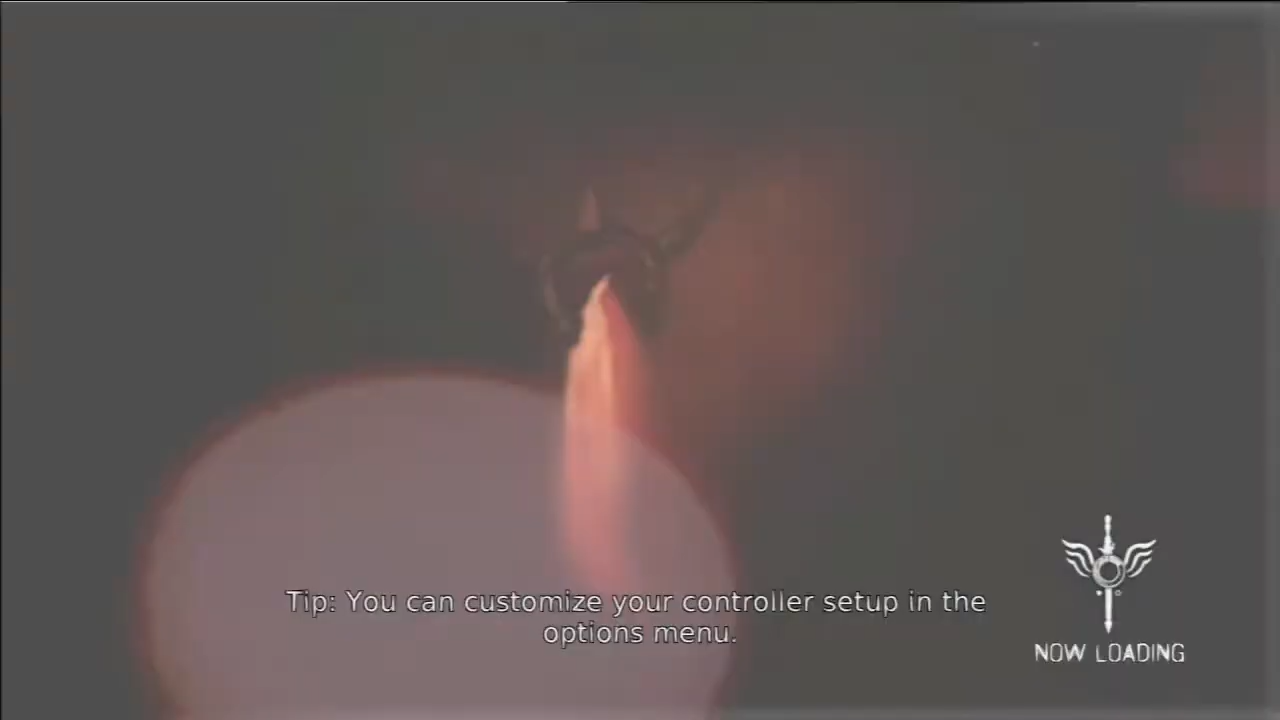 Tip: You can customize your controller setup in the
options menu.
NOW LOADING